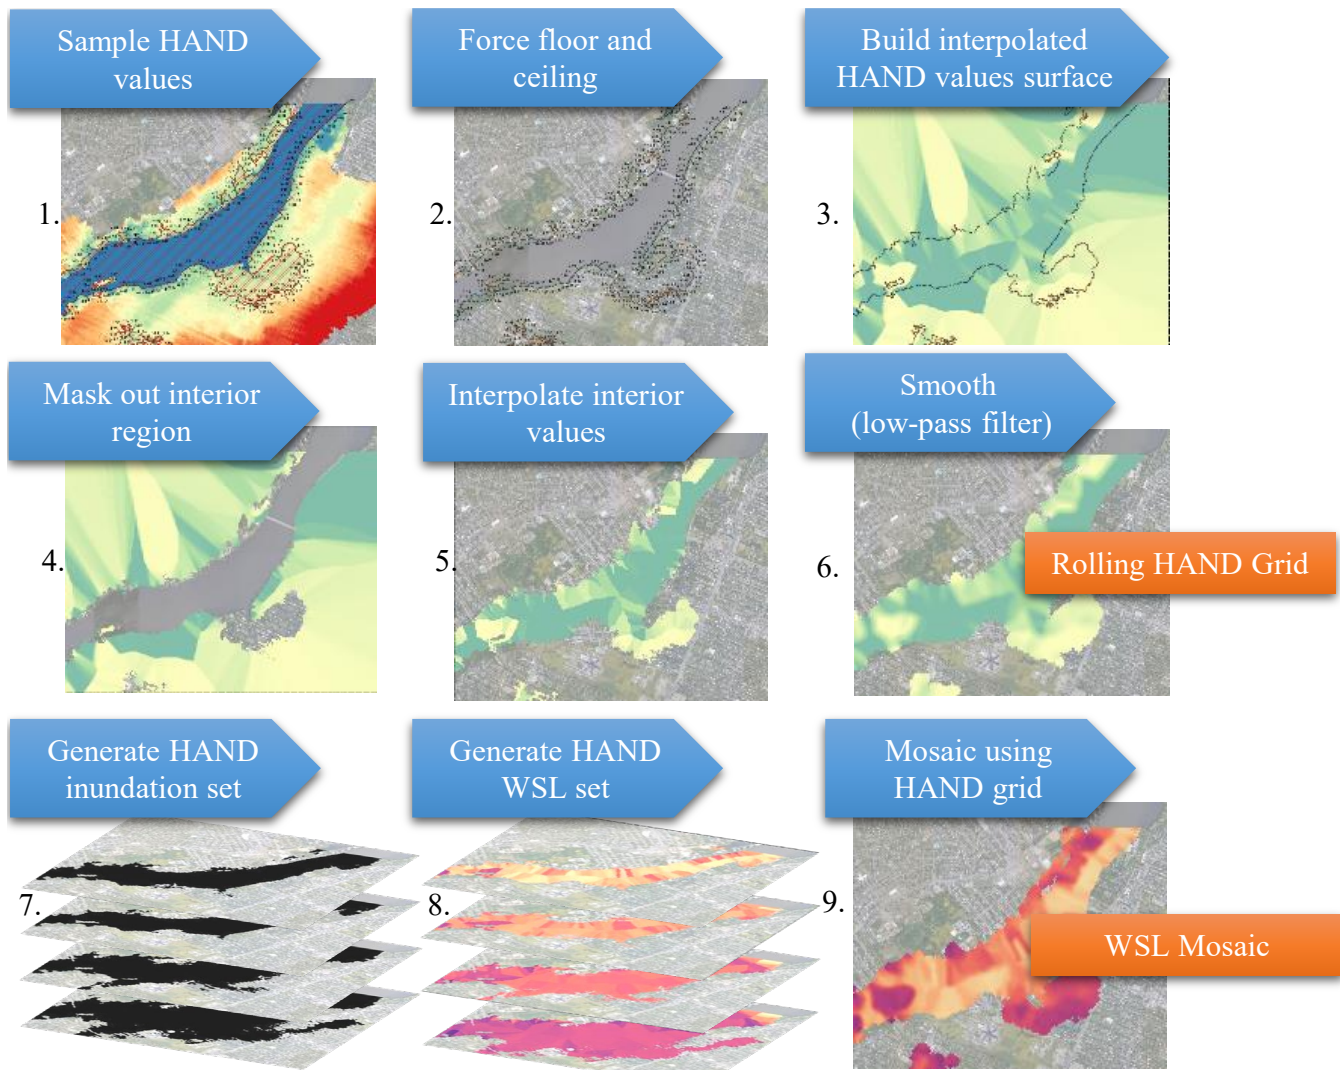 Sample HAND
values
1.
Force floor and
ceiling
2.
Build interpolated
HAND values surface
3.
Mask out interior
region
4.
Interpolate interior
values
5.
Smooth
(low-pass filter)
6.
Rolling HAND Grid
Generate HAND
inundation set
7.
Generate HAND
WSL set
8.
Mosaic using
HAND grid
9.
WSL Mosaic